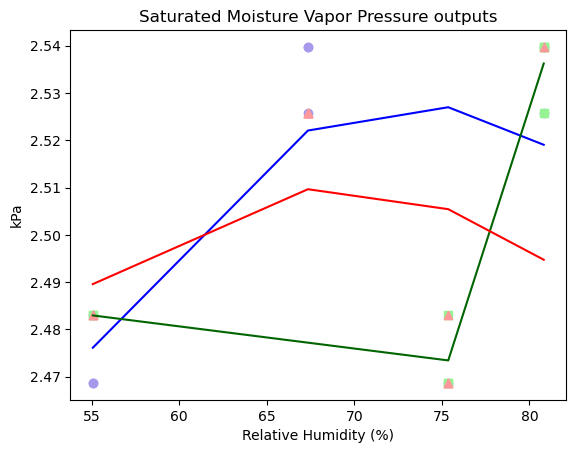 Saturated Moisture Vapor Pressure outputs
2.54
2.53
2.52
2.51
2.50
2.49
2.48
2.47
kPa
55 60 65 70 75 80
Relative Humidity (%)